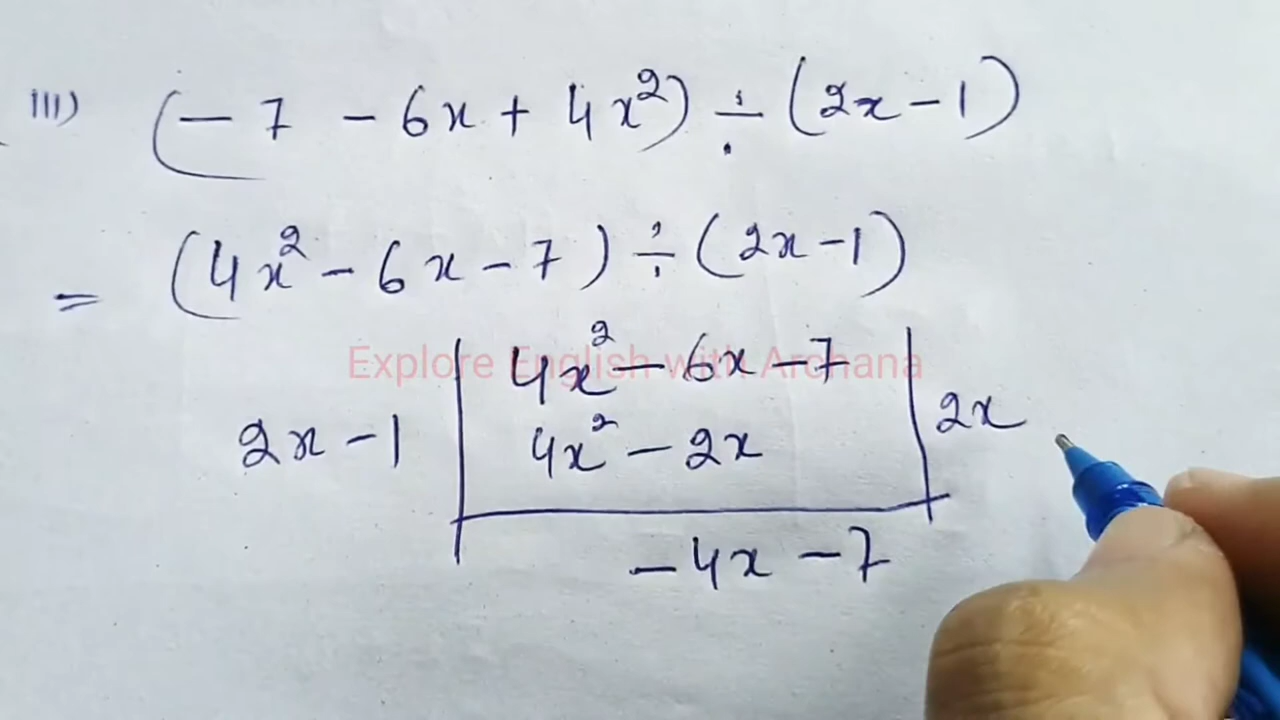 iii) (-7 - 6x + 4x²) ÷ (2x - 1)
= (4x² - 6x - 7) ÷ (2x - 1)
Explore English with Archana
4x² - 6x - 7
2x - 1 | 4x² - 2x | 2x
-4x - 7